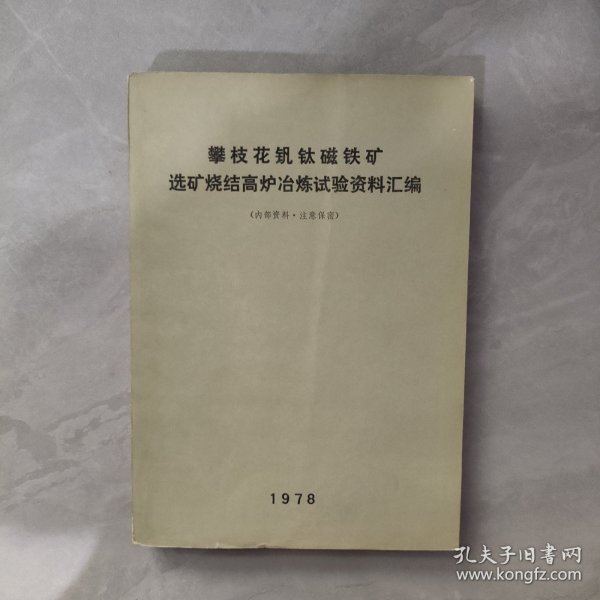 攀枝花钒钛磁铁矿
选矿烧结高炉冶炼试验资料汇编
（内部资料·注意保密）
1978
孔夫子旧書网
www.kongfz.com